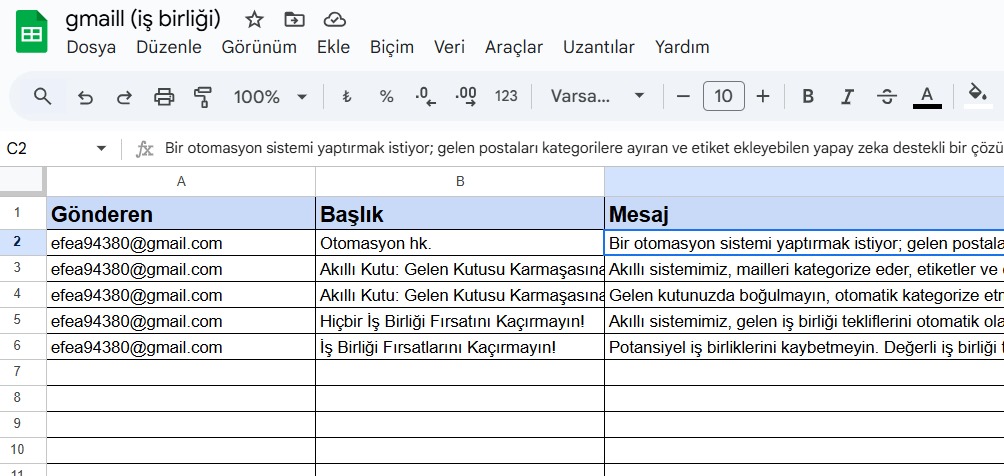 gmaill (iş birliği)
Dosya Düzenle Görünüm Ekle Biçim Veri Araçlar Uzantılar Yardım
100% ₺ % .0 .00 123 Varsa... 10 B I A
C2 fx Bir otomasyon sistemi yaptırmak istiyor; gelen postaları kategorilere ayıran ve etiket ekleyebilen yapay zeka destekli bir çözü
A B
1 Gönderen Başlık Mesaj
2 efea94380@gmail.com Otomasyon hk. Bir otomasyon sistemi yaptırmak istiyor; gelen postala
3 efea94380@gmail.com Akıllı Kutu: Gelen Kutusu Karmaşasına Akıllı sistemimiz, mailleri kategorize eder, etiketler ve
4 efea94380@gmail.com Akıllı Kutu: Gelen Kutusu Karmaşasına Gelen kutunuzda boğulmayın, otomatik kategorize etm
5 efea94380@gmail.com Hiçbir İş Birliği Fırsatını Kaçırmayın! Akıllı sistemimiz, gelen iş birliği tekliflerini otomatik ola
6 efea94380@gmail.com İş Birliği Fırsatlarını Kaçırmayın! Potansiyel iş birliklerini kaybetmeyin. Değerli iş birliği
7
8
9
10
11